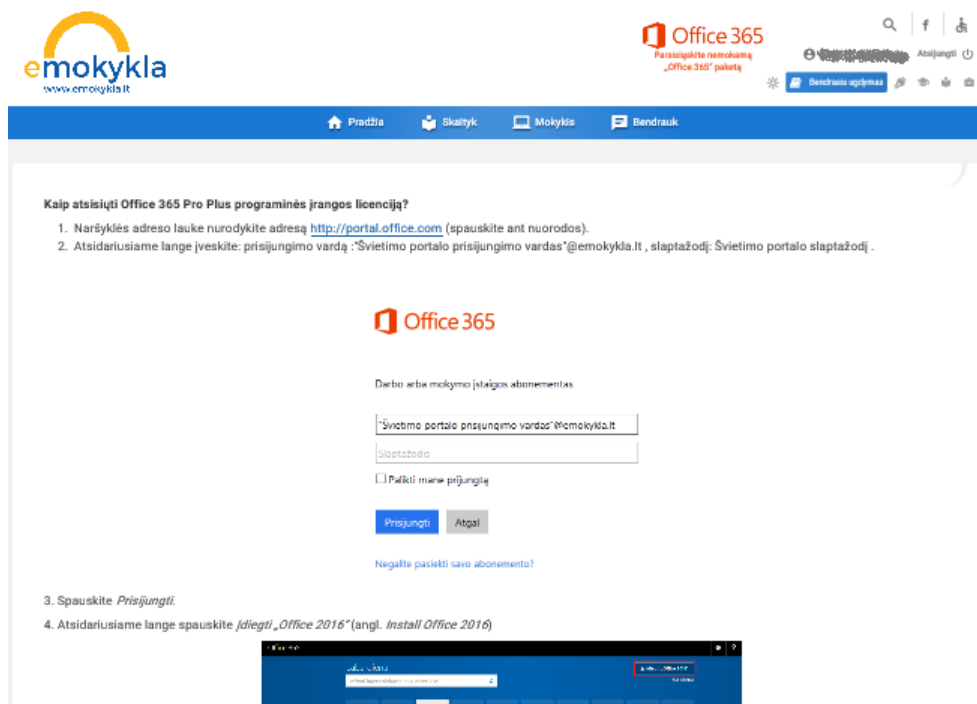 emokykla
www.emokykla.lt
Office 365
Parsisiųskite nemokamą
„Office 365" paketą
Atsijungti
Bendrasis ugdymas
Pradžia
Skaityk
Mokykis
Bendrauk
Kaip atsisiųti Office 365 Pro Plus programinės įrangos licenciją?
1. Naršyklės adreso lauke nurodykite adresą http://portal.office.com (spauskite ant nuorodos).
2. Atsidariusiame lange įveskite: prisijungimo vardą :"Švietimo portalo prisijungimo vardas"@emokykla.lt , slaptažodį: Švietimo portalo slaptažodį .
Office 365
Darbo arba mokymo įstaigos abonementas
"Švietimo portalo prisijungimo vardas"@emokykla.lt
Slaptažodis
Palikti mane prijungtą
Prisijungti
Atgal
Negalite pasiekti savo abonemento?
3. Spauskite Prisijungti.
4. Atsidariusiame lange spauskite Įdiegti „Office 2016" (angl. Install Office 2016)
Office 365